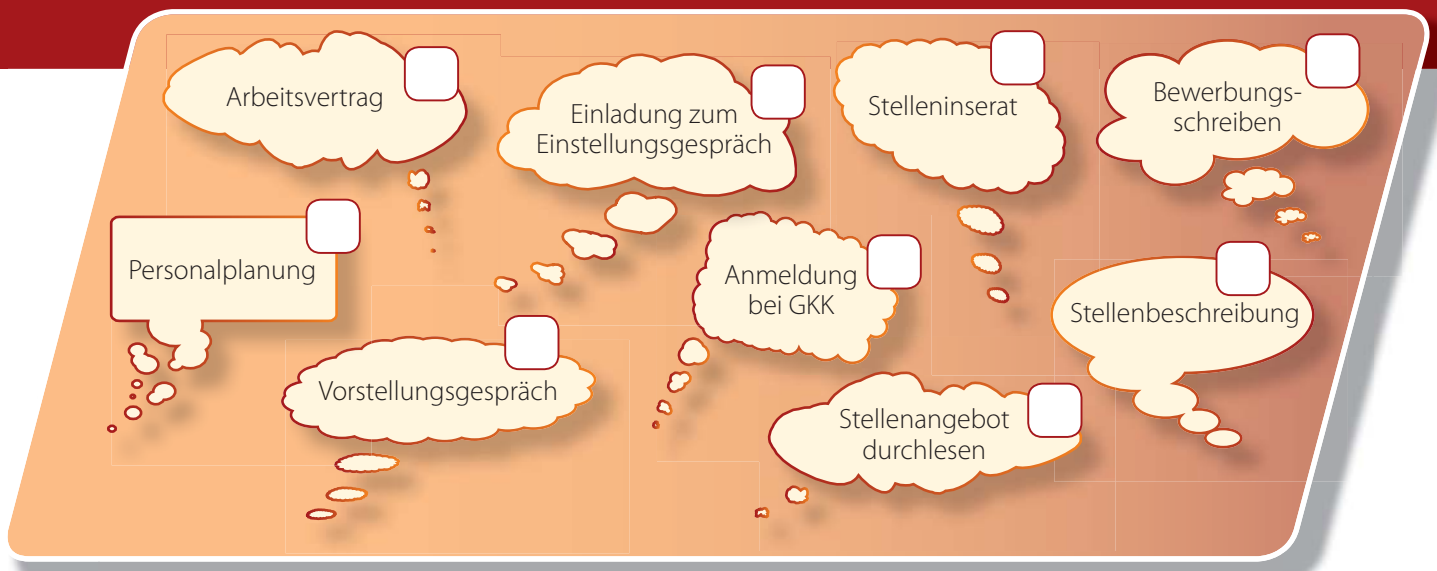 Arbeitsvertrag
Einladung zum
Einstellungsgespräch
Stelleninserat
Bewerbungs-
schreiben
Personalplanung
Anmeldung
bei GKK
Stellenbeschreibung
Vorstellungsgespräch
Stellenangebot
durchlesen